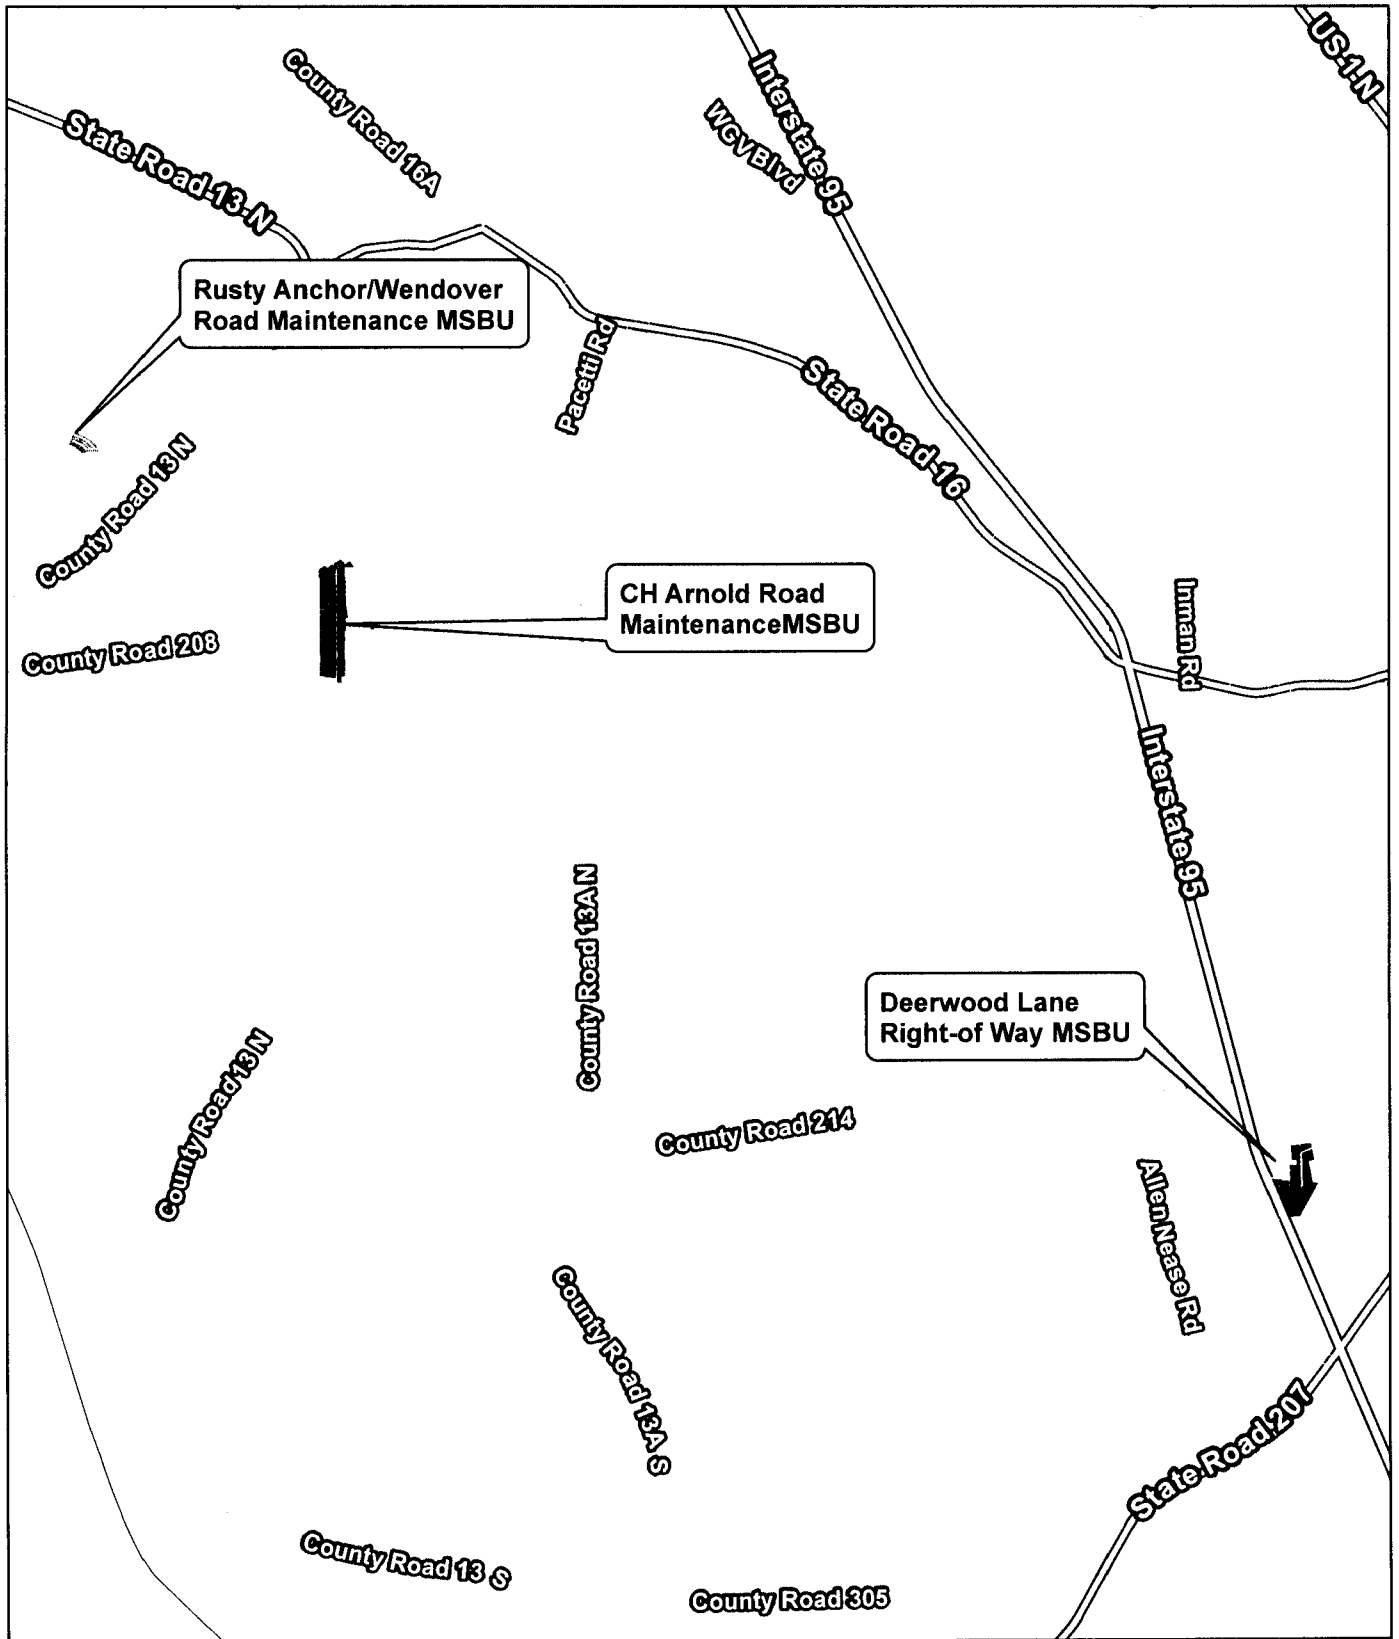 US-1-N
County Road 16A
Interstate 95
State Road-13-N
WGV Blvd
Rusty Anchor/Wendover
Road Maintenance MSBU
Pacetti Rd
State Road-16
County Road 13 N
CH Arnold Road
MaintenanceMSBU
Inman Rd
County Road 208
Interstate 95
County Road 13A N
Deerwood Lane
Right-of Way MSBU
County Road 13 N
County Road 214
Allen Nease Rd
County Road 13A S
State Road 207
County Road 13 S
County Road 305